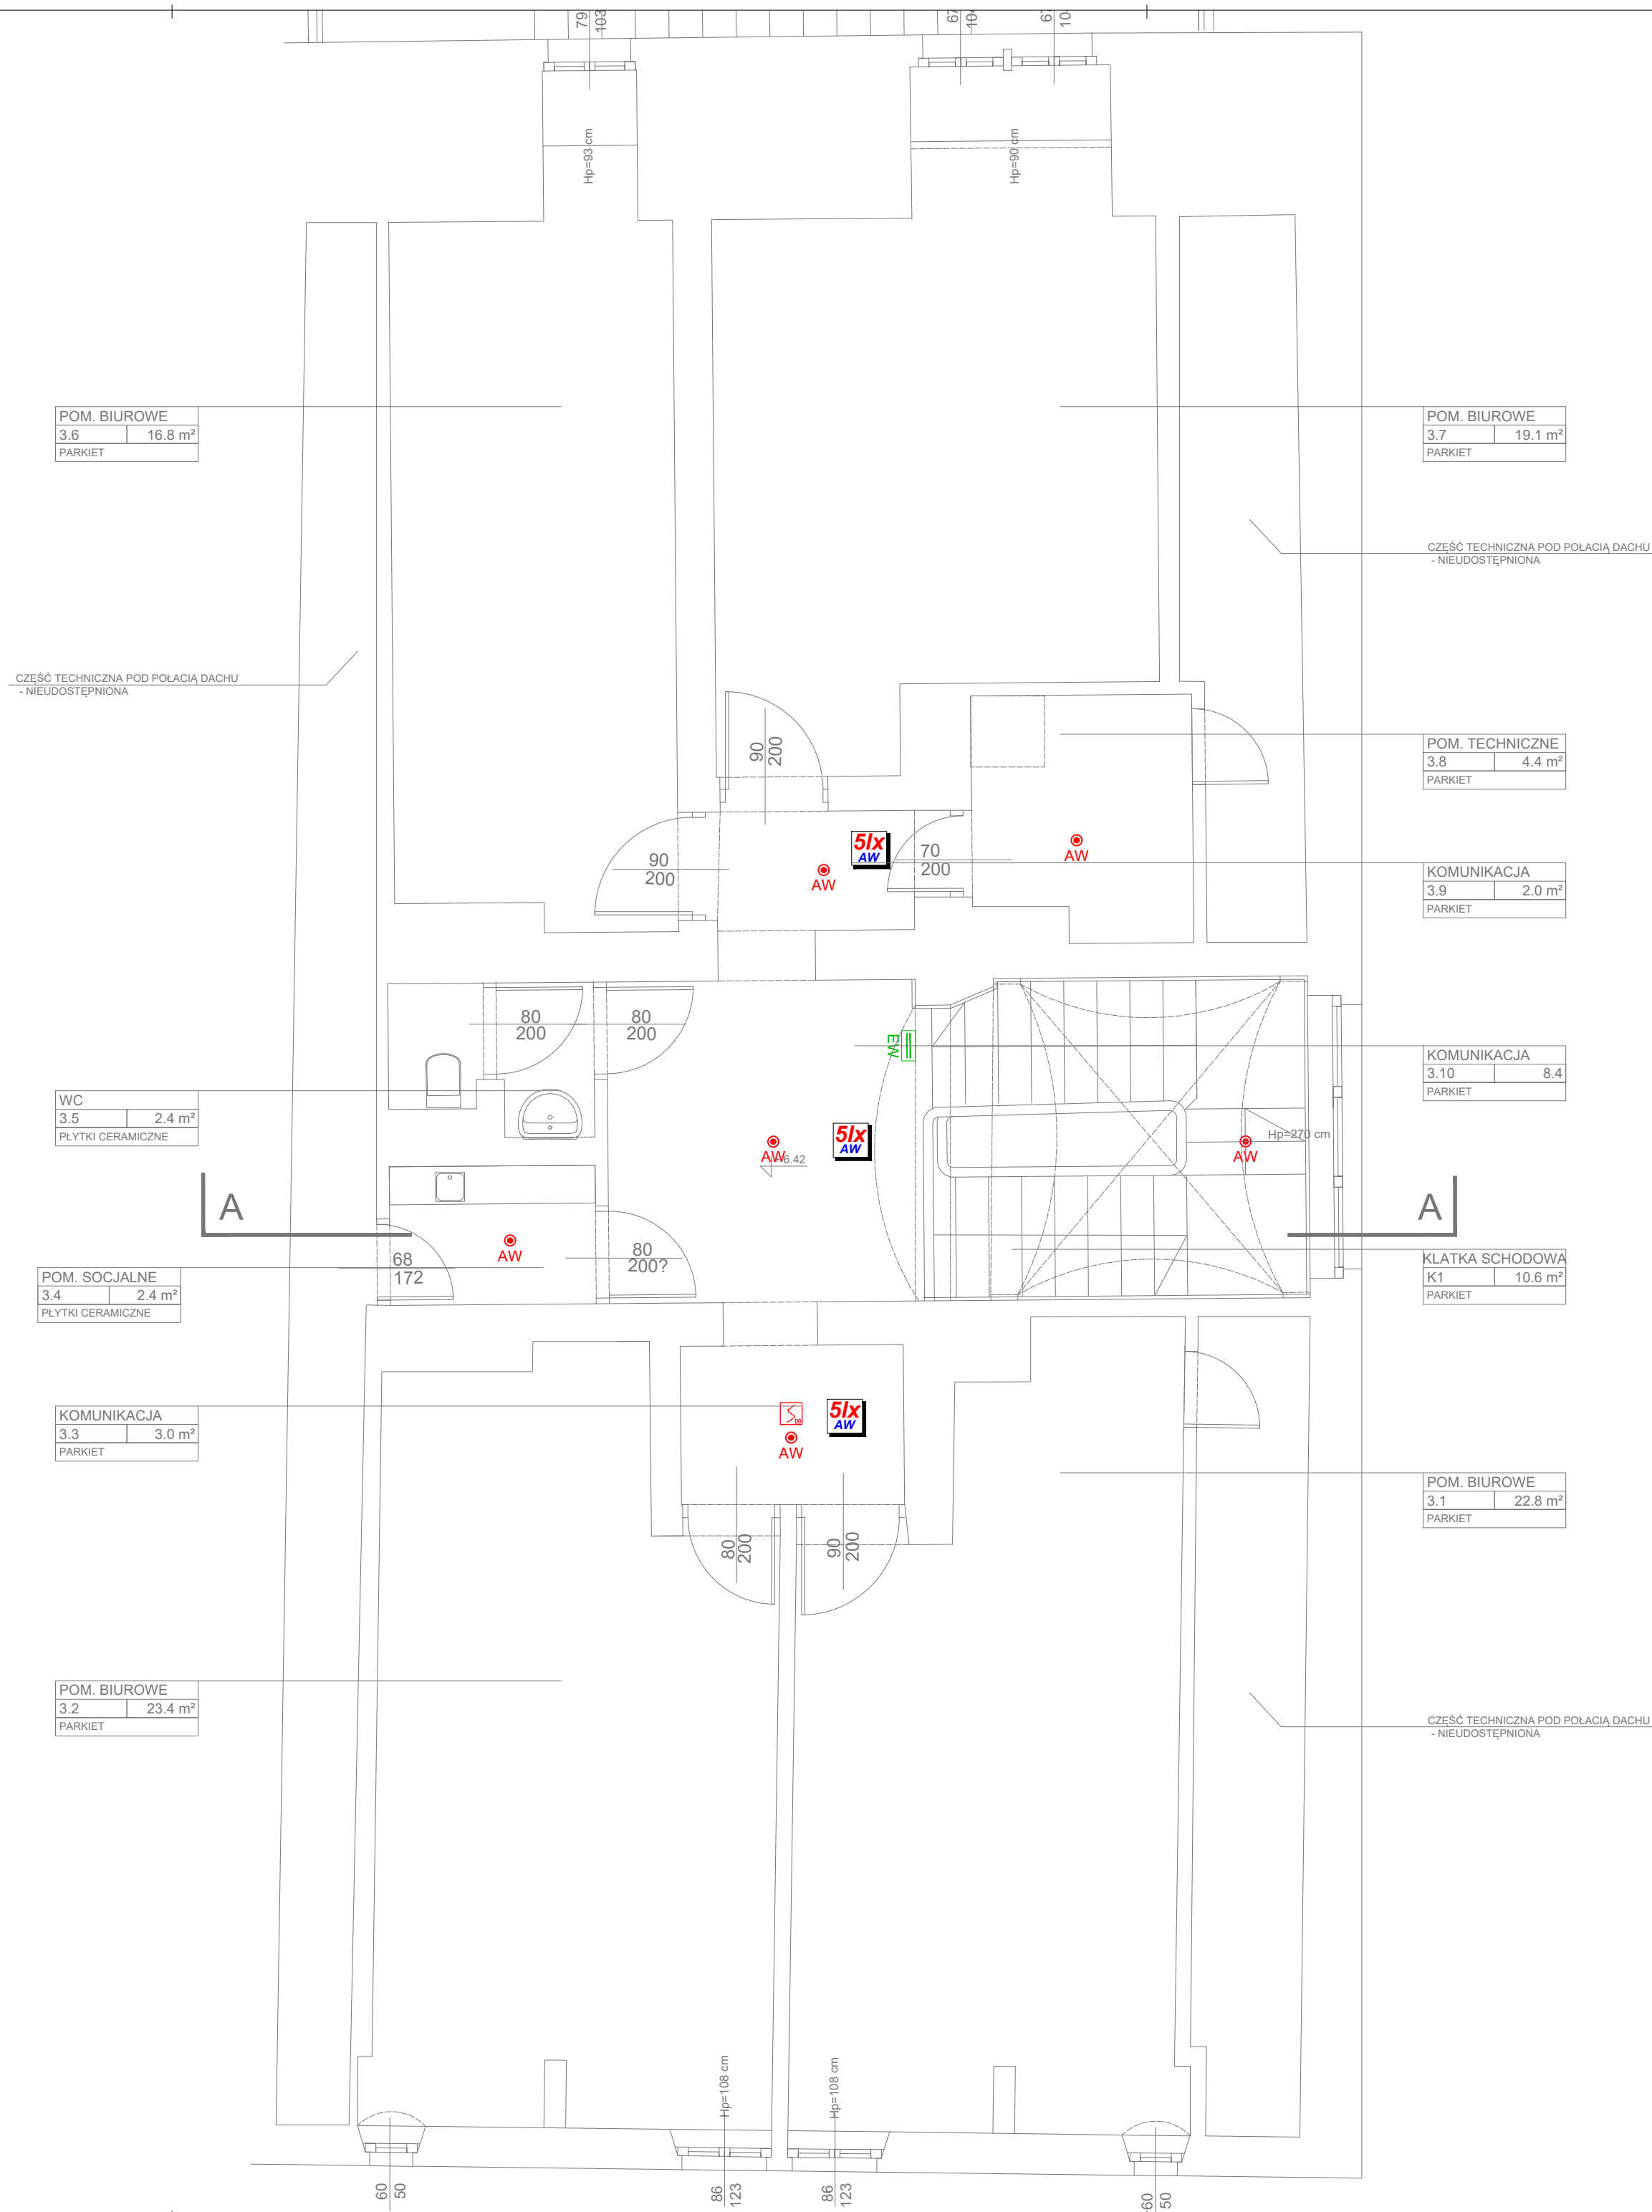 79
103
67
104
67
104
Hp=93 cm
Hp=90 cm
POM. BIUROWE
3.6 16.8 m²
PARKIET
POM. BIUROWE
3.7 19.1 m²
PARKIET
CZĘŚĆ TECHNICZNA POD POŁACIĄ DACHU
- NIEUDOSTĘPNIONA
CZĘŚĆ TECHNICZNA POD POŁACIĄ DACHU
- NIEUDOSTĘPNIONA
90
200
POM. TECHNICZNE
3.8 4.4 m²
PARKIET
90
200
AW
5lx
AW
70
200
AW
KOMUNIKACJA
3.9 2.0 m²
PARKIET
80
200
80
200
EW
KOMUNIKACJA
3.10 8.4
PARKIET
WC
3.5 2.4 m²
PŁYTKI CERAMICZNE
AW
6.42
5lx
AW
Hp=270 cm
AW
A
A
AW
68
172
80
200?
POM. SOCJALNE
3.4 2.4 m²
PŁYTKI CERAMICZNE
KLATKA SCHODOWA
K1 10.6 m²
PARKIET
KOMUNIKACJA
3.3 3.0 m²
PARKIET
AW
5lx
AW
POM. BIUROWE
3.1 22.8 m²
PARKIET
80
200
90
200
POM. BIUROWE
3.2 23.4 m²
PARKIET
CZĘŚĆ TECHNICZNA POD POŁACIĄ DACHU
- NIEUDOSTĘPNIONA
Hp=108 cm
Hp=108 cm
60
50
86
123
86
123
60
50